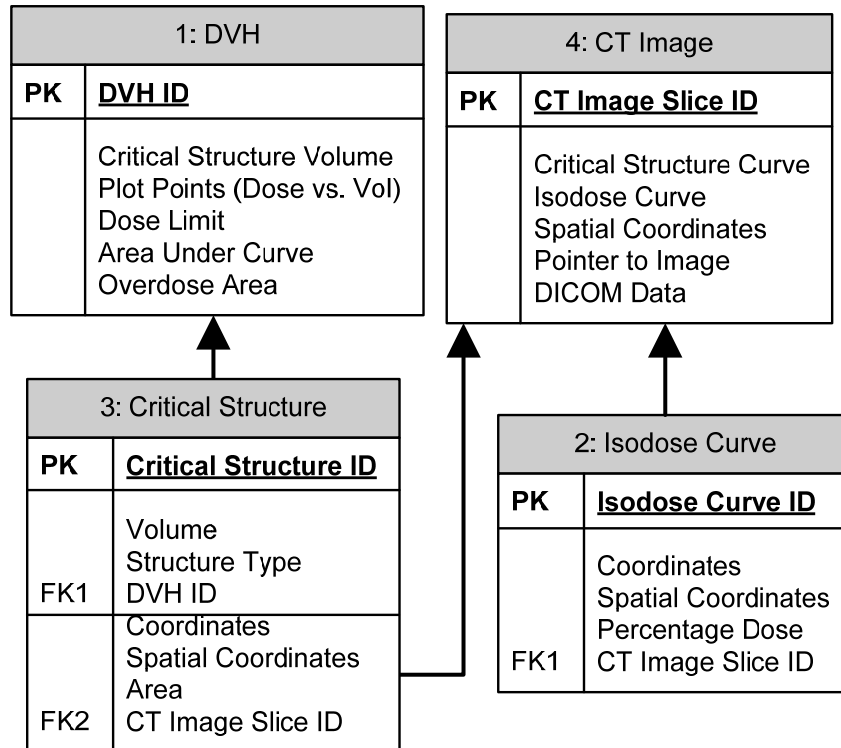 1: DVH
PK DVH ID
Critical Structure Volume
Plot Points (Dose vs. Vol)
Dose Limit
Area Under Curve
Overdose Area
4: CT Image
PK CT Image Slice ID
Critical Structure Curve
Isodose Curve
Spatial Coordinates
Pointer to Image
DICOM Data
3: Critical Structure
PK Critical Structure ID
Volume
Structure Type
FK1 DVH ID
Coordinates
Spatial Coordinates
Area
FK2 CT Image Slice ID
2: Isodose Curve
PK Isodose Curve ID
Coordinates
Spatial Coordinates
Percentage Dose
FK1 CT Image Slice ID